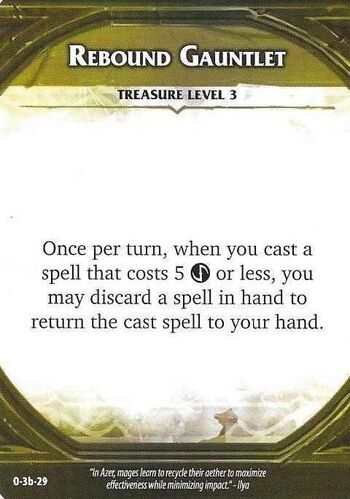 Rebound Gauntlet
TREASURE LEVEL 3
Once per turn, when you cast a
spell that costs 5 or less, you
may discard a spell in hand to
return the cast spell to your hand.
0-3b-29
"In Azer, mages learn to recycle their aether to maximize
effectiveness while minimizing impact." - Ilya